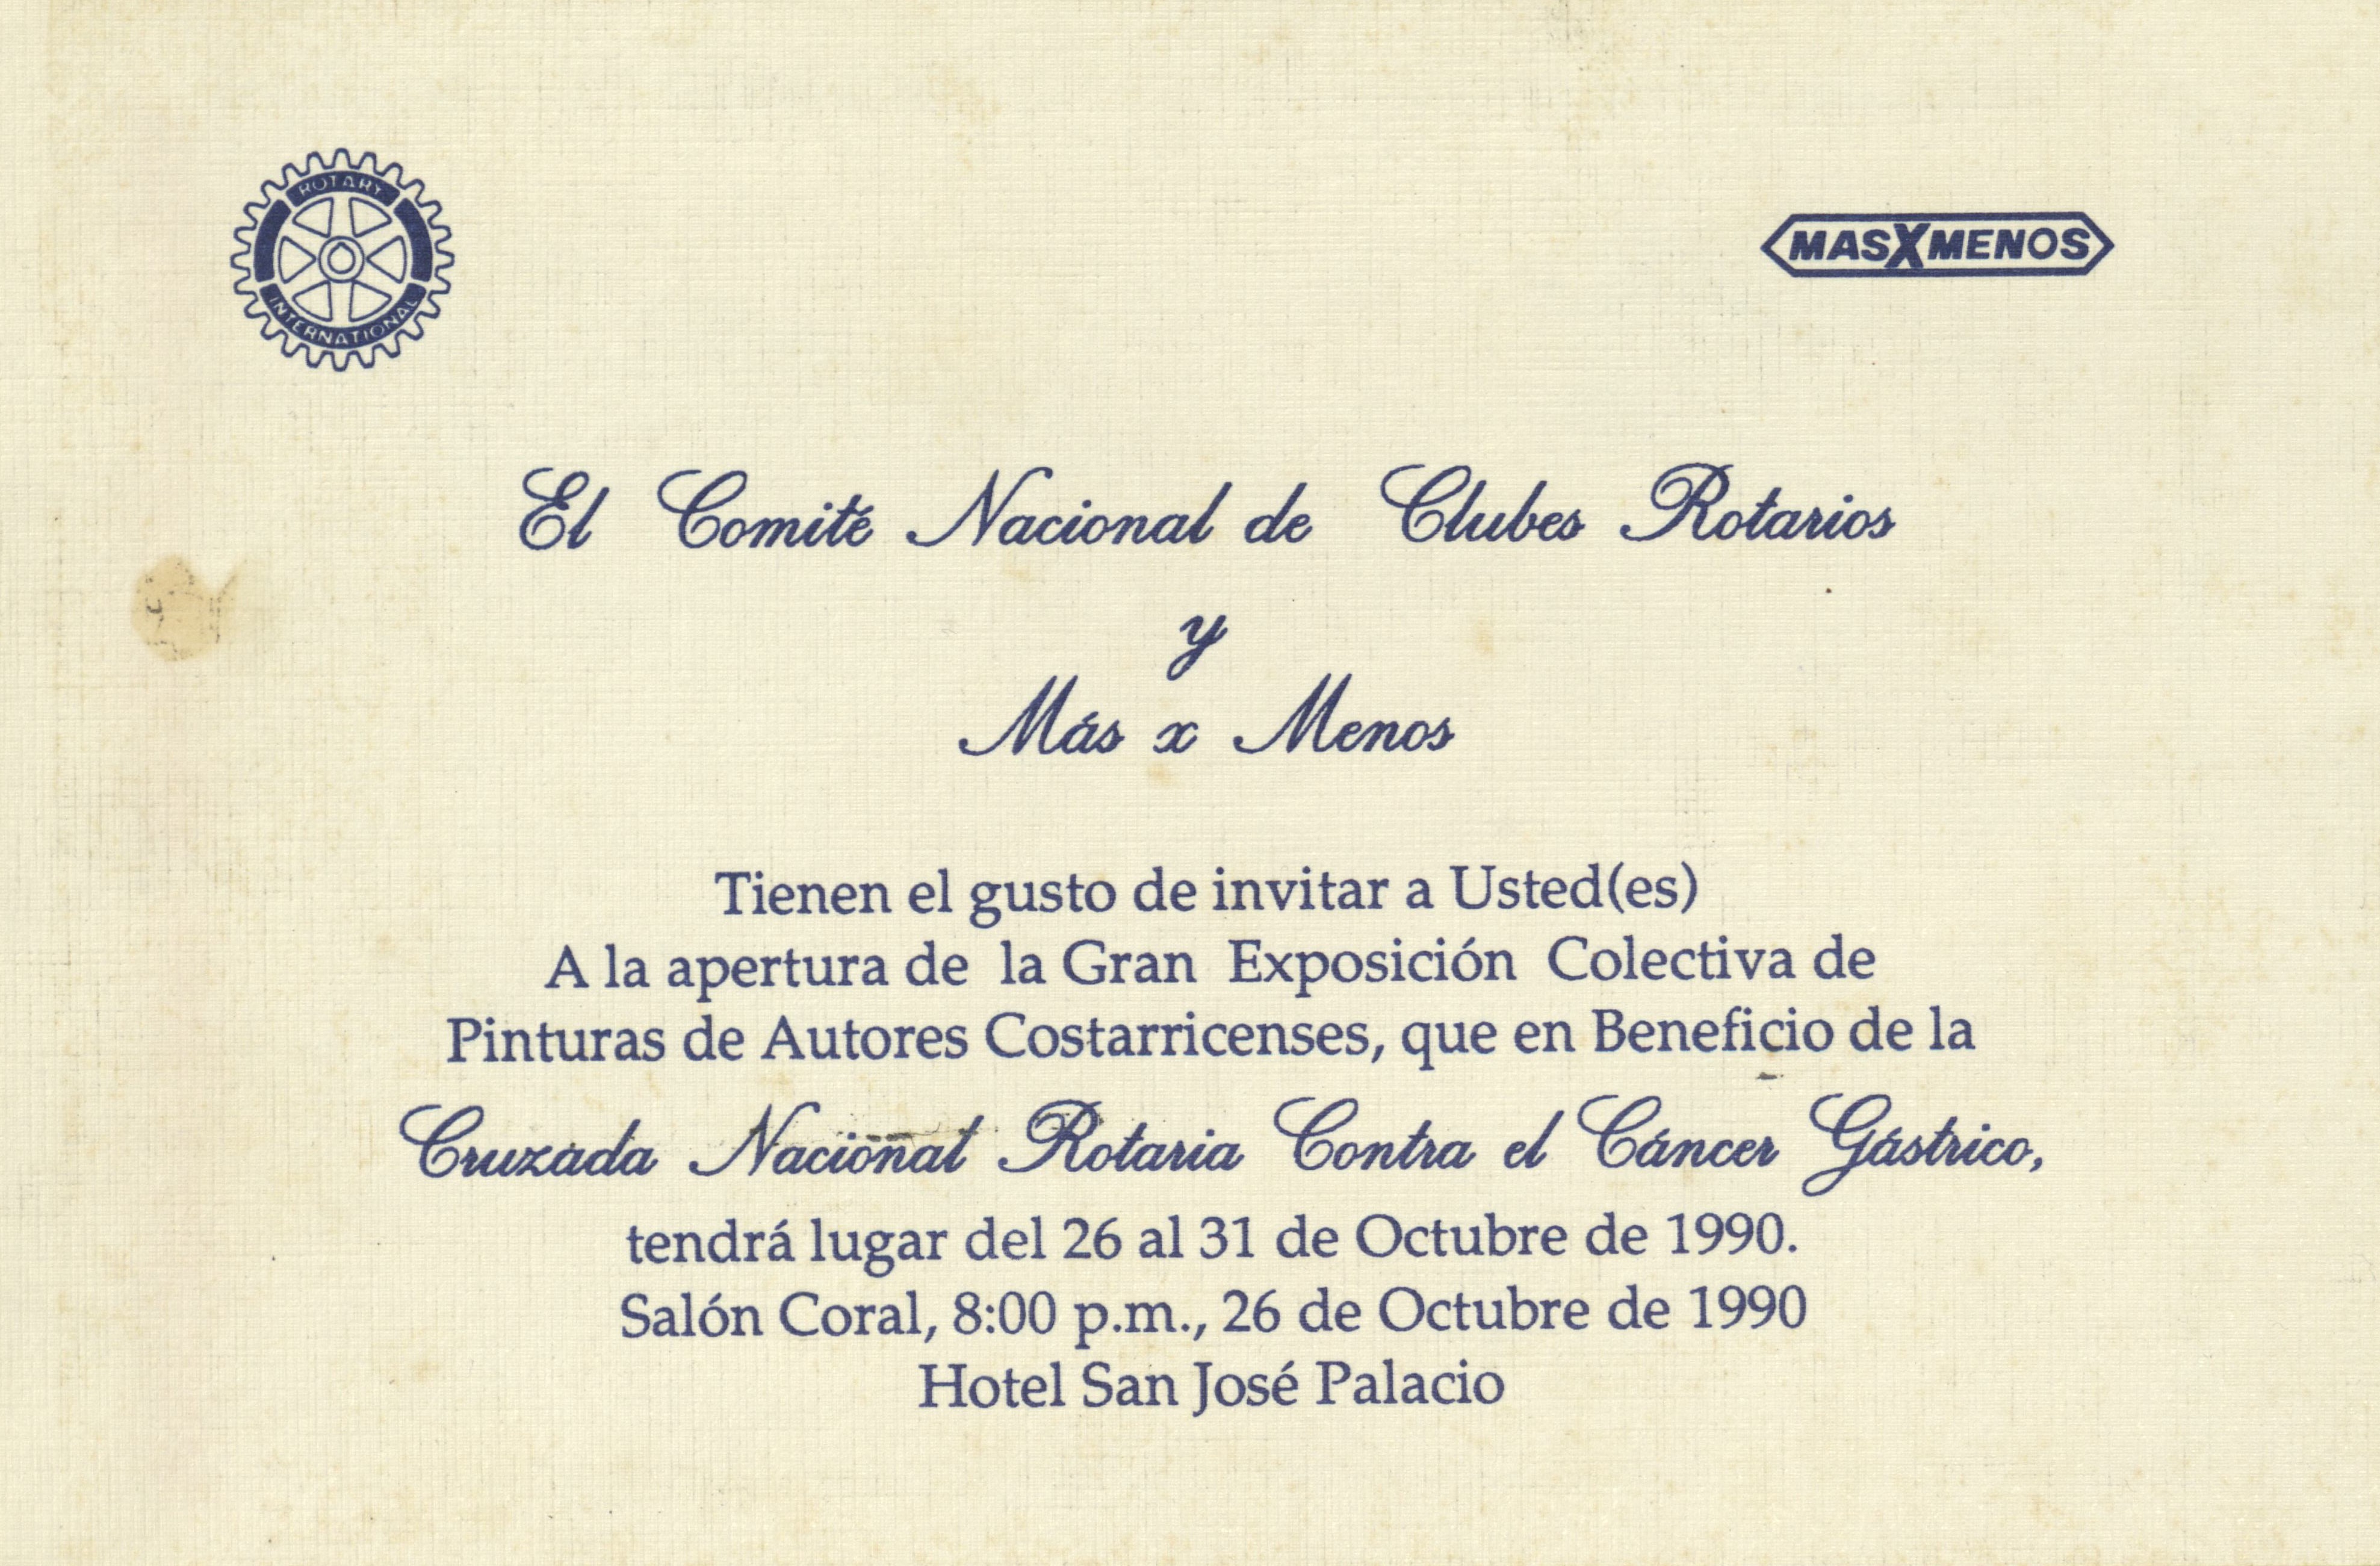 ROTARY
INTERNATIONAL
MASXMENOS
El Comité Nacional de Clubes Rotarios
y
Más x Menos
Tienen el gusto de invitar a Usted(es)
A la apertura de la Gran Exposición Colectiva de
Pinturas de Autores Costarricenses, que en Beneficio de la
Cruzada Nacional Rotaria Contra el Cáncer Gástrico,
tendrá lugar del 26 al 31 de Octubre de 1990.
Salón Coral, 8:00 p.m., 26 de Octubre de 1990
Hotel San José Palacio